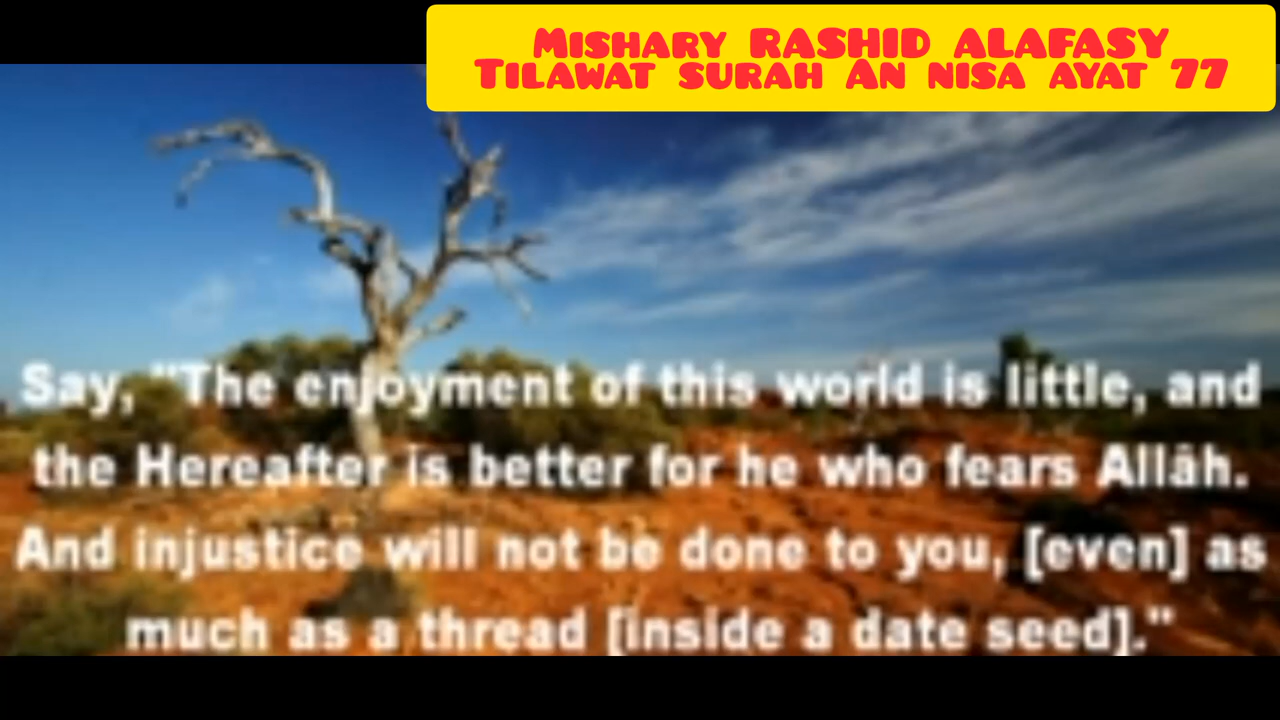 Mishary RASHID ALAFASY
Tilawat surah An nisa ayat 77
Say, "The enjoyment of this world is little, and
the Hereafter is better for he who fears Allāh.
And injustice will not be done to you, [even] as
much as a thread [inside a date seed]."